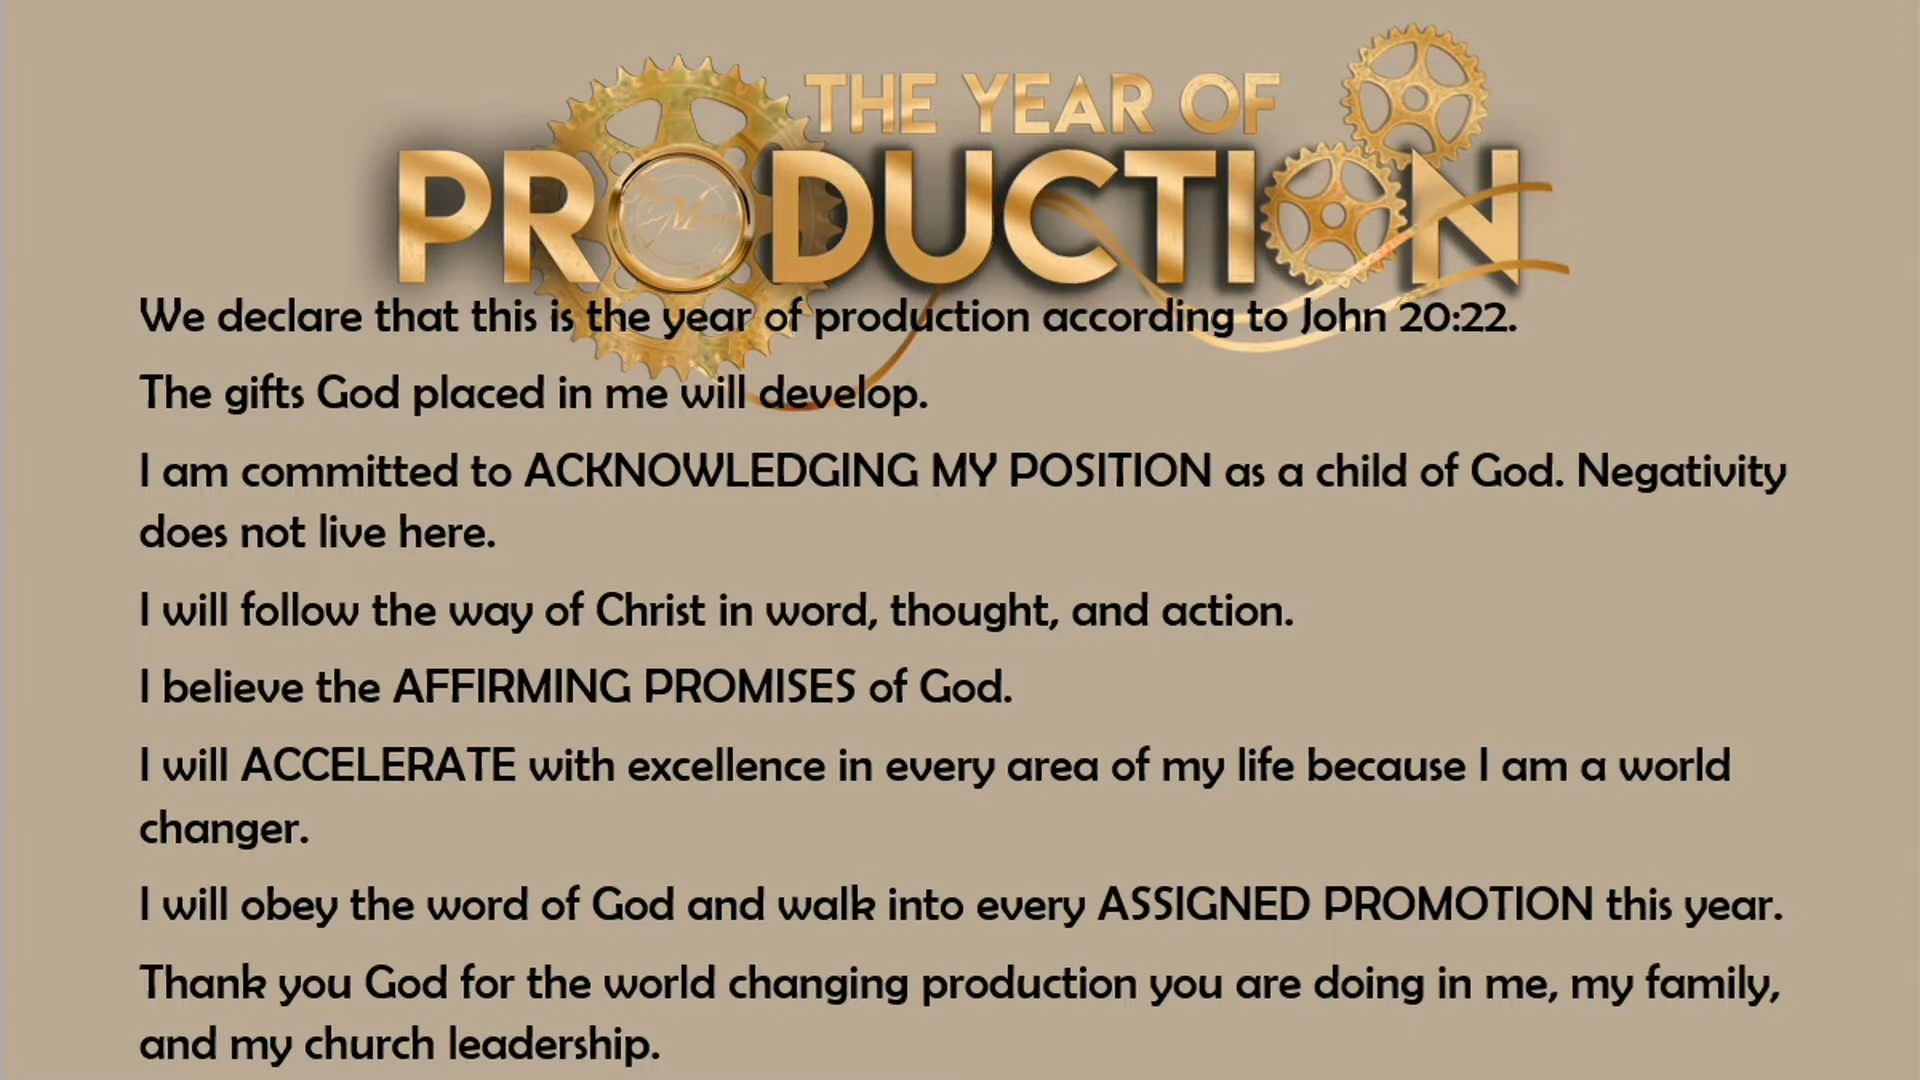 THE YEAR OF
PRODUCTION
We declare that this is the year of production according to John 20:22.
The gifts God placed in me will develop.
I am committed to ACKNOWLEDGING MY POSITION as a child of God. Negativity
does not live here.
I will follow the way of Christ in word, thought, and action.
I believe the AFFIRMING PROMISES of God.
I will ACCELERATE with excellence in every area of my life because I am a world
changer.
I will obey the word of God and walk into every ASSIGNED PROMOTION this year.
Thank you God for the world changing production you are doing in me, my family,
and my church leadership.